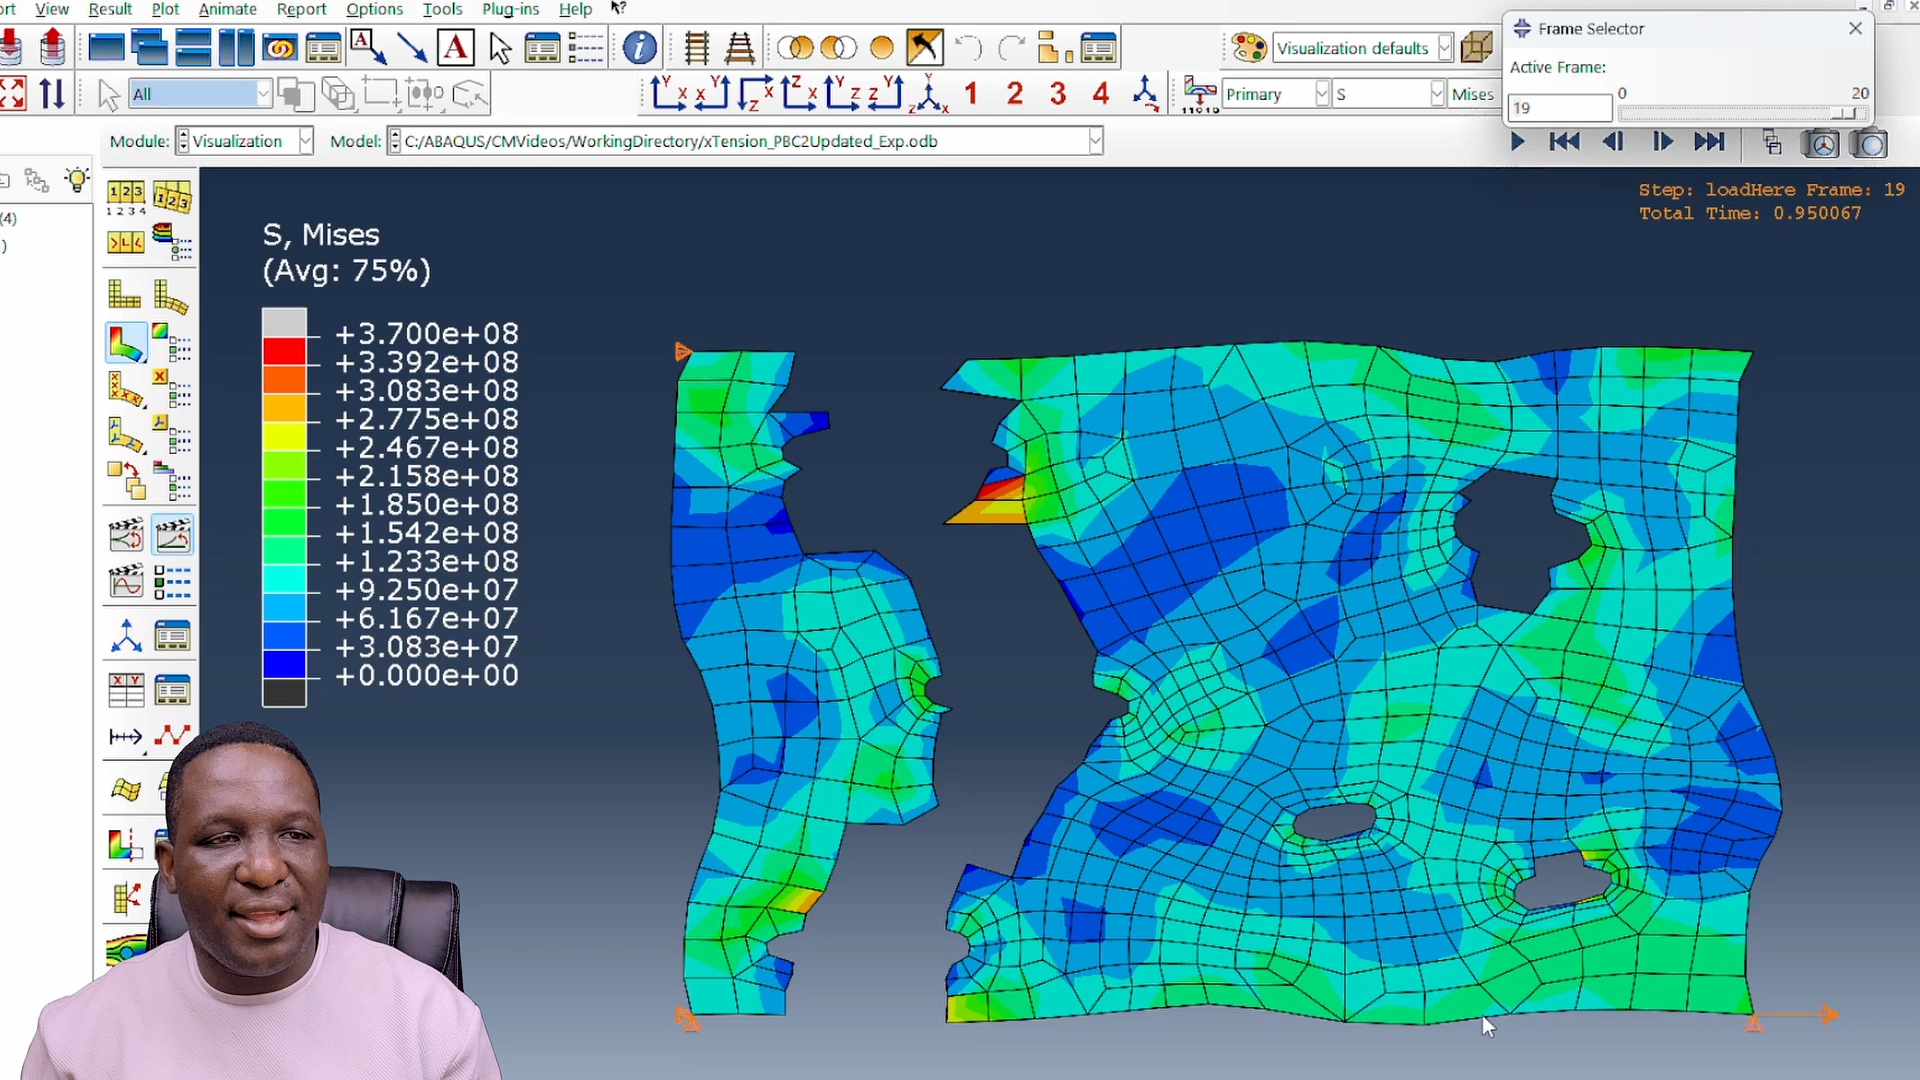 ort View Result Plot Animate Report Options Tools Plug-ins Help
Frame Selector
Visualization defaults
Active Frame:
0 20
19
All
1 2 3 4
Primary S Mises
Module: Visualization Model: C:/ABAQUS/CMVideos/WorkingDirectory/xTension_PBC2Updated_Exp.odb
(4)
Step: loadHere Frame: 19
Total Time: 0.950067
S, Mises
(Avg: 75%)
+3.700e+08
+3.392e+08
+3.083e+08
+2.775e+08
+2.467e+08
+2.158e+08
+1.850e+08
+1.542e+08
+1.233e+08
+9.250e+07
+6.167e+07
+3.083e+07
+0.000e+00